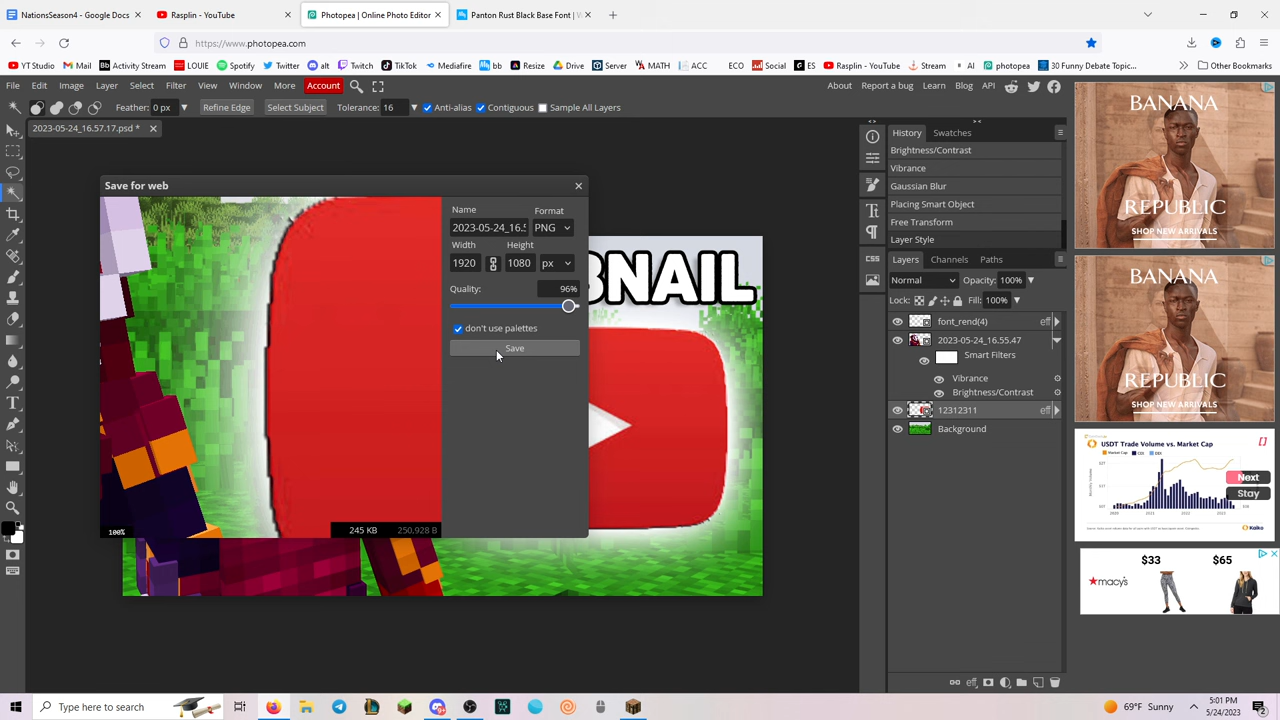 NationsSeason4 - Google Docs
Rasplin - YouTube
Photopea | Online Photo Editor
Panton Rust Black Base Font |
https://www.photopea.com
YT Studio
Mail
Activity Stream
LOUIE
Spotify
Twitter
alt
Twitch
TikTok
Mediafire
bb
Resize
Drive
Server
MATH
ACC
ECO
Social
ES
Rasplin - YouTube
Stream
AI
photopea
30 Funny Debate Topic...
Other Bookmarks
File Edit Image Layer Select Filter View Window More Account
About Report a bug Learn Blog API
Feather: 0 px Refine Edge Select Subject Tolerance: 16 Anti-alias Contiguous Sample All Layers
2023-05-24_16.57.17.psd *
Save for web
Name Format
2023-05-24_16. PNG
Width Height
1920 1080 px
Quality: 96%
don't use palettes
Save
100% 245 KB 250,928 B
BNAIL
History Swatches
Brightness/Contrast
Vibrance
Gaussian Blur
Placing Smart Object
Free Transform
Layer Style
Layers Channels Paths
Normal Opacity: 100%
Lock: Fill: 100%
font_rend(4) eff
2023-05-24_16.55.47
Smart Filters
Vibrance
Brightness/Contrast
12312311 eff
Background
CSS
BANANA
REPUBLIC
SHOP NEW ARRIVALS
BANANA
REPUBLIC
SHOP NEW ARRIVALS
USDT Trade Volume vs. Market Cap
Next
Stay
Kaiko
$33 $65
macy's
Type here to search
69°F Sunny
5:01 PM
5/24/2023
2